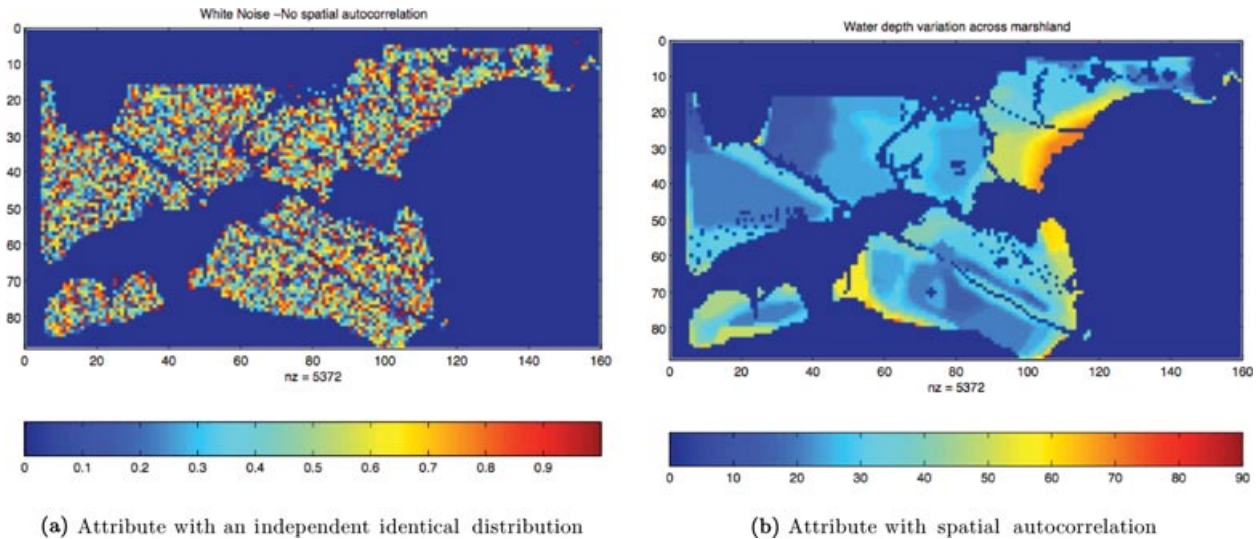 White Noise –No spatial autocorrelation
0
10
20
30
40
50
60
70
80
0 20 40 60 80 100 120 140 160
nz = 5372
0 0.1 0.2 0.3 0.4 0.5 0.6 0.7 0.8 0.9
(a) Attribute with an independent identical distribution
Water depth variation across marshland
0
10
20
30
40
50
60
70
80
0 20 40 60 80 100 120 140 160
nz = 5372
0 10 20 30 40 50 60 70 80 90
(b) Attribute with spatial autocorrelation